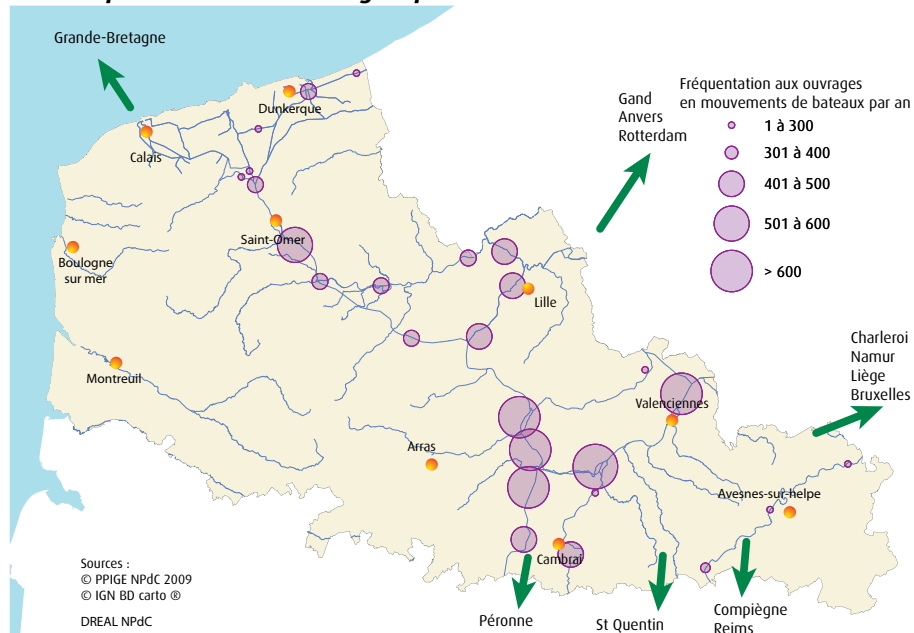 Grande-Bretagne
Dunkerque
Calais
Gand
Anvers
Rotterdam
Fréquentation aux ouvrages
en mouvements de bateaux par an
1 à 300
301 à 400
401 à 500
501 à 600
> 600
Saint-Omer
Boulogne
sur mer
Lille
Montreuil
Charleroi
Namur
Liège
Bruxelles
Valenciennes
Arras
Avesnes-sur-helpe
Cambrai
Sources :
© PPIGE NPdC 2009
© IGN BD carto ®
DREAL NPdC
Péronne
St Quentin
Compiègne
Reims